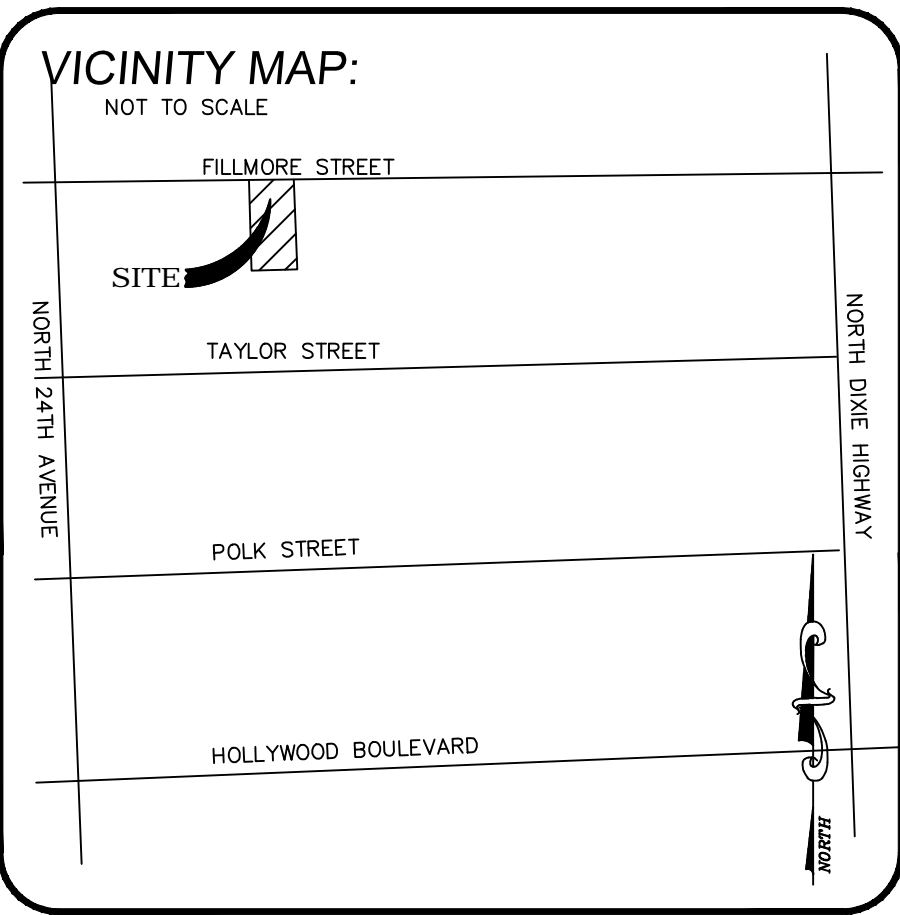 VICINITY MAP:
NOT TO SCALE
FILLMORE STREET
SITE
TAYLOR STREET
NORTH 24TH AVENUE
NORTH DIXIE HIGHWAY
POLK STREET
HOLLYWOOD BOULEVARD
NORTH